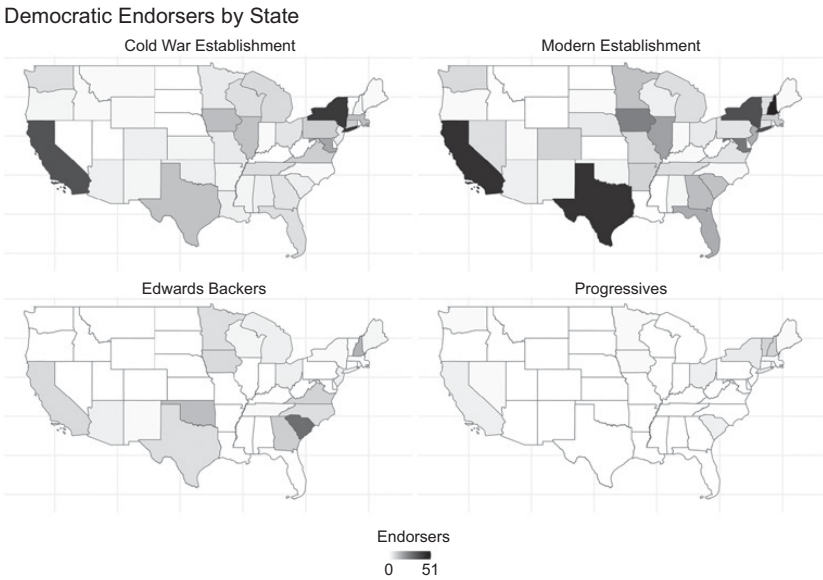 Democratic Endorsers by State
Cold War Establishment
Modern Establishment
Edwards Backers
Progressives
Endorsers
0 51